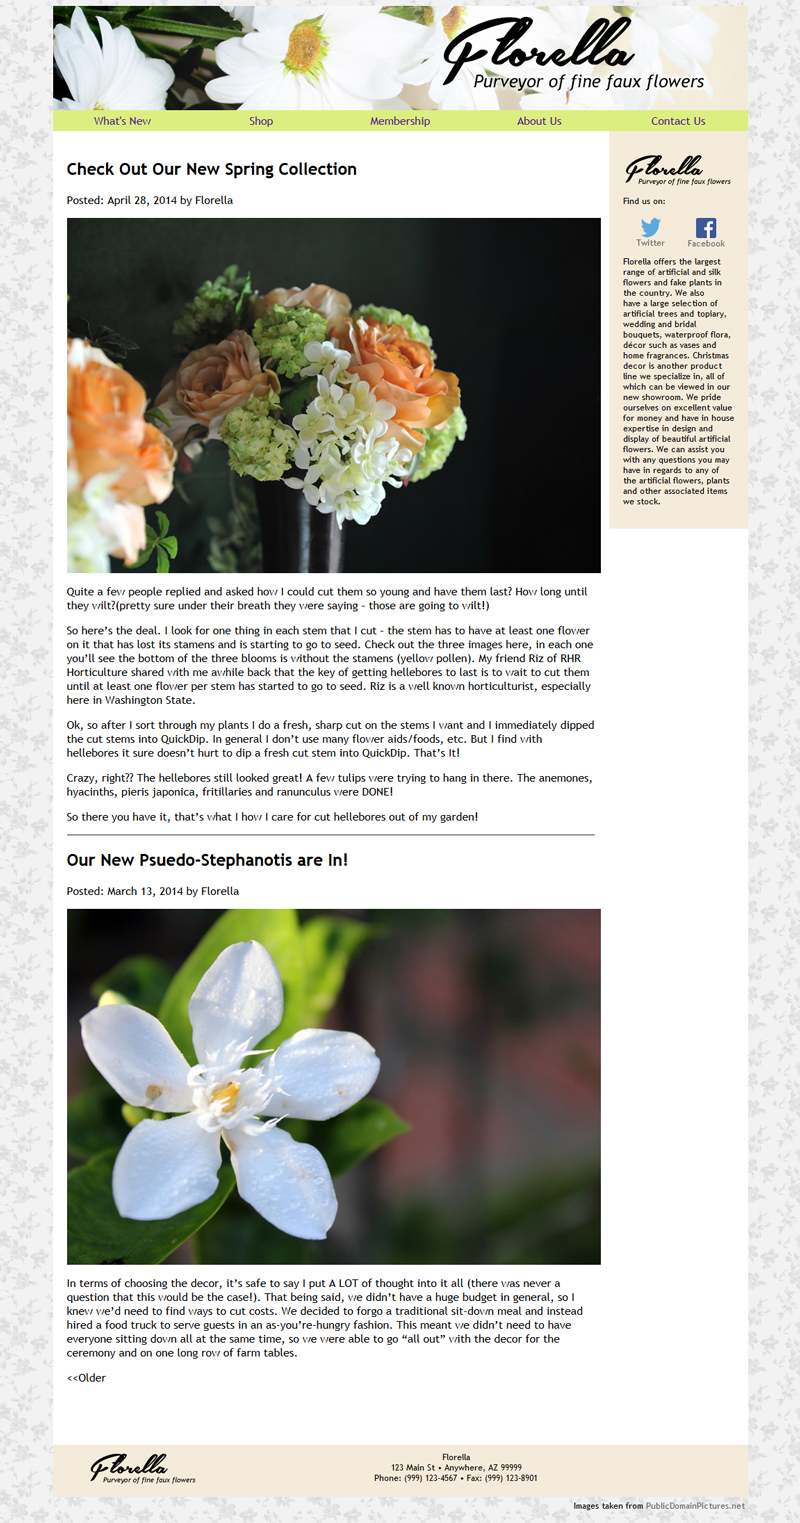 Florella
Purveyor of fine faux flowers
What's New
Shop
Membership
About Us
Contact Us
Check Out Our New Spring Collection
Posted: April 28, 2014 by Florella
Quite a few people replied and asked how I could cut them so young and have them last? How long until
they wilt?(pretty sure under their breath they were saying – those are going to wilt!)
So here’s the deal. I look for one thing in each stem that I cut – the stem has to have at least one flower
on it that has lost its stamens and is starting to go to seed. Check out the three images here, in each one
you’ll see the bottom of the three blooms is without the stamens (yellow pollen). My friend Riz of RHR
Horticulture shared with me awhile back that the key of getting hellebores to last is to wait to cut them
until at least one flower per stem has started to go to seed. Riz is a well known horticulturist, especially
here in Washington State.
Ok, so after I sort through my plants I do a fresh, sharp cut on the stems I want and I immediately dipped
the cut stems into QuickDip. In general I don’t use many flower aids/foods, etc. But I find with
hellebores it sure doesn’t hurt to dip a fresh cut stem into QuickDip. That’s It!
Crazy, right?? The hellebores still looked great! A few tulips were trying to hang in there. The anemones,
hyacinths, pieris japonica, fritillaries and ranunculus were DONE!
So there you have it, that’s what I how I care for cut hellebores out of my garden!
Our New Psuedo-Stephanotis are In!
Posted: March 13, 2014 by Florella
In terms of choosing the decor, it’s safe to say I put A LOT of thought into it all (there was never a
question that this would be the case!). That being said, we didn’t have a huge budget in general, so I
knew we’d need to find ways to cut costs. We decided to forgo a traditional sit-down meal and instead
hired a food truck to serve guests in an as-you’re-hungry fashion. This meant we didn’t need to have
everyone sitting down all at the same time, so we were able to go “all out” with the decor for the
ceremony and on one long row of farm tables.
<<Older
Florella
Purveyor of fine faux flowers
Find us on:
Twitter
Facebook
Florella offers the largest
range of artificial and silk
flowers and fake plants in
the country. We also
have a large selection of
artificial trees and topiary,
wedding and bridal
bouquets, waterproof flora,
décor such as vases and
home fragrances. Christmas
decor is another product
line we specialize in, all of
which can be viewed in our
new showroom. We pride
ourselves on excellent value
for money and have in house
expertise in design and
display of beautiful artificial
flowers. We can assist you
with any questions you may
have in regards to any of
the artificial flowers, plants
and other associated items
we stock.
Florella
Purveyor of fine faux flowers
Florella
123 Main St • Anywhere, AZ 99999
Phone: (999) 123-4567 • Fax: (999) 123-8901
Images taken from PublicDomainPictures.net